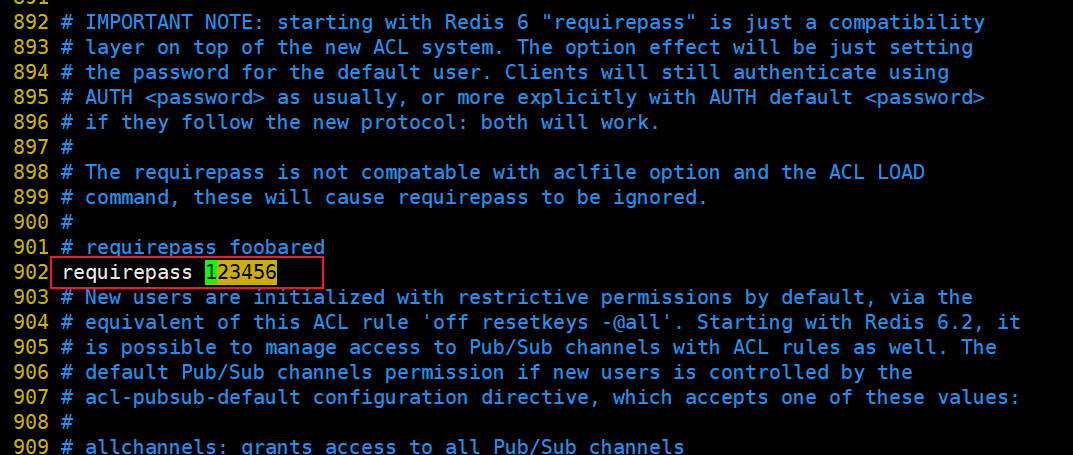 891
892 # IMPORTANT NOTE: starting with Redis 6 "requirepass" is just a compatibility
893 # layer on top of the new ACL system. The option effect will be just setting
894 # the password for the default user. Clients will still authenticate using
895 # AUTH <password> as usually, or more explicitly with AUTH default <password>
896 # if they follow the new protocol: both will work.
897 #
898 # The requirepass is not compatable with aclfile option and the ACL LOAD
899 # command, these will cause requirepass to be ignored.
900 #
901 # requirepass foobared
902 requirepass 123456
903 # New users are initialized with restrictive permissions by default, via the
904 # equivalent of this ACL rule 'off resetkeys -@all'. Starting with Redis 6.2, it
905 # is possible to manage access to Pub/Sub channels with ACL rules as well. The
906 # default Pub/Sub channels permission if new users is controlled by the
907 # acl-pubsub-default configuration directive, which accepts one of these values:
908 #
909 # allchannels: grants access to all Pub/Sub channels